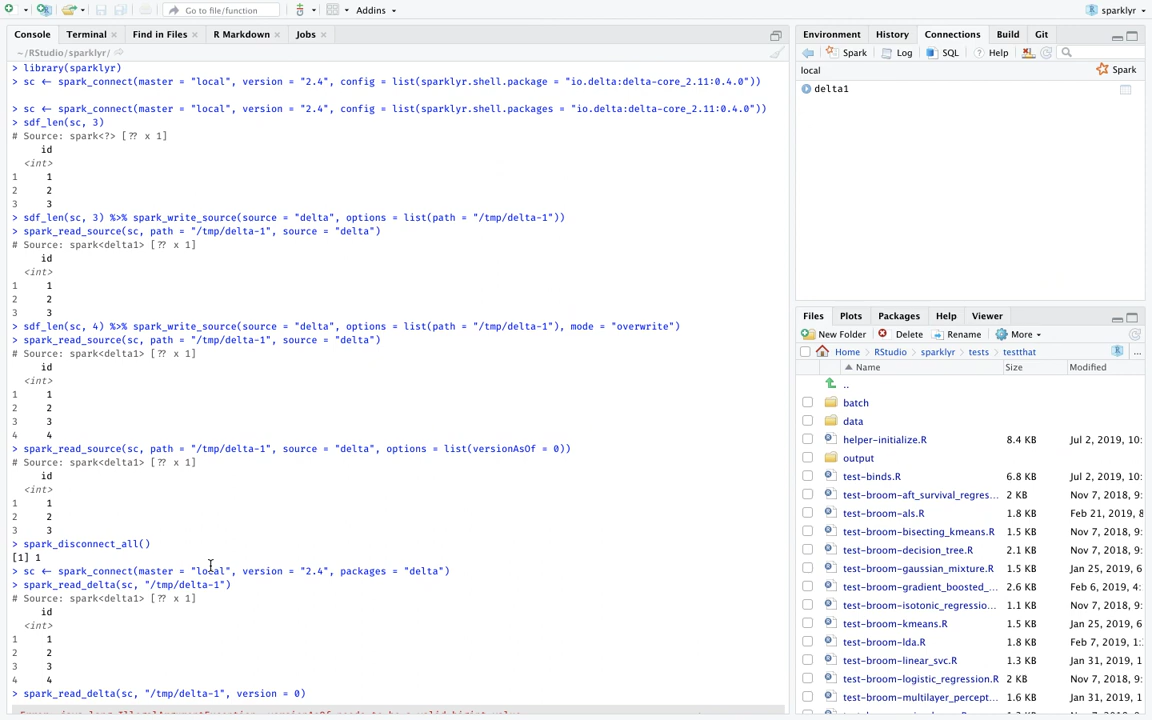 Go to file/function
Addins
sparklyr
Console Terminal Find in Files R Markdown Jobs
~/RStudio/sparklyr/
> library(sparklyr)
> sc <- spark_connect(master = "local", version = "2.4", config = list(sparklyr.shell.package = "io.delta:delta-core_2.11:0.4.0"))
> sc <- spark_connect(master = "local", version = "2.4", config = list(sparklyr.shell.packages = "io.delta:delta-core_2.11:0.4.0"))
> sdf_len(sc, 3)
# Source: spark<?> [?? x 1]
id
<int>
1 1
2 2
3 3
> sdf_len(sc, 3) %>% spark_write_source(source = "delta", options = list(path = "/tmp/delta-1"))
> spark_read_source(sc, path = "/tmp/delta-1", source = "delta")
# Source: spark<delta1> [?? x 1]
id
<int>
1 1
2 2
3 3
> sdf_len(sc, 4) %>% spark_write_source(source = "delta", options = list(path = "/tmp/delta-1"), mode = "overwrite")
> spark_read_source(sc, path = "/tmp/delta-1", source = "delta")
# Source: spark<delta1> [?? x 1]
id
<int>
1 1
2 2
3 3
4 4
> spark_read_source(sc, path = "/tmp/delta-1", source = "delta", options = list(versionAsOf = 0))
# Source: spark<delta1> [?? x 1]
id
<int>
1 1
2 2
3 3
> spark_disconnect_all()
[1] 1
> sc <- spark_connect(master = "local", version = "2.4", packages = "delta")
> spark_read_delta(sc, "/tmp/delta-1")
# Source: spark<delta1> [?? x 1]
id
<int>
1 1
2 2
3 3
4 4
> spark_read_delta(sc, "/tmp/delta-1", version = 0)
Environment History Connections Build Git
Spark Log SQL Help
local Spark
delta1
Files Plots Packages Help Viewer
New Folder Delete Rename More
Home > RStudio > sparklyr > tests > testthat ...
Name Size Modified
..
batch
data
helper-initialize.R 8.4 KB Jul 2, 2019, 10:
output
test-binds.R 6.8 KB Jul 2, 2019, 10:
test-broom-aft_survival_regres... 2 KB Nov 7, 2018, 9:
test-broom-als.R 1.8 KB Feb 21, 2019, 8
test-broom-bisecting_kmeans.R 1.5 KB Nov 7, 2018, 9:
test-broom-decision_tree.R 2.1 KB Nov 7, 2018, 9:
test-broom-gaussian_mixture.R 1.5 KB Jan 25, 2019, 6
test-broom-gradient_boosted_... 2.6 KB Feb 6, 2019, 4:
test-broom-isotonic_regressio... 1.1 KB Nov 7, 2018, 9:
test-broom-kmeans.R 1.5 KB Jan 25, 2019, 6
test-broom-lda.R 1.8 KB Feb 7, 2019, 1:
test-broom-linear_svc.R 1.3 KB Jan 31, 2019, 1
test-broom-logistic_regression.R 2 KB Nov 7, 2018, 9:
test-broom-multilayer_percept... 1.6 KB Jan 31, 2019, 1